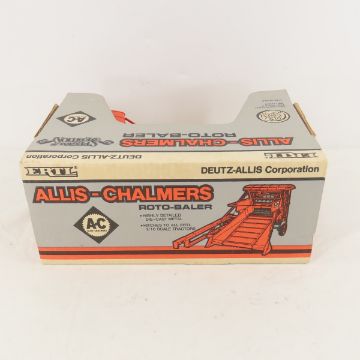 ALLIS-CHALMERS
ROTO-BALER
A-C
DEUTZ-ALLIS Corporation
ERTL
DEUTZ-ALLIS Corporation
ALLIS-CHALMERS
ROTO-BALER
A-C
• HIGHLY DETAILED
DIE-CAST METAL
• HITCHES TO ALL ERTL
1/16 SCALE TRACTORS